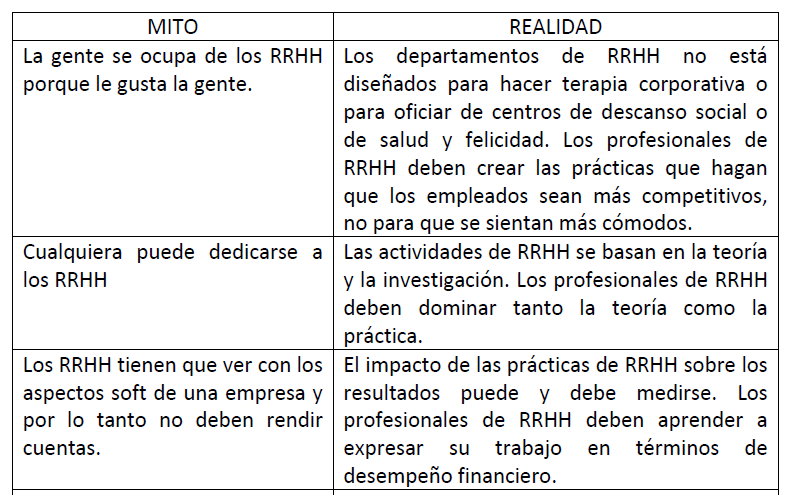 MITO
REALIDAD
La gente se ocupa de los RRHH
porque le gusta la gente.
Los departamentos de RRHH no está
diseñados para hacer terapia corporativa o
para oficiar de centros de descanso social o
de salud y felicidad. Los profesionales de
RRHH deben crear las prácticas que hagan
que los empleados sean más competitivos,
no para que se sientan más cómodos.
Cualquiera puede dedicarse a
los RRHH
Las actividades de RRHH se basan en la teoría
y la investigación. Los profesionales de RRHH
deben dominar tanto la teoría como la
práctica.
Los RRHH tienen que ver con los
aspectos soft de una empresa y
por lo tanto no deben rendir
cuentas.
El impacto de las prácticas de RRHH sobre los
resultados puede y debe medirse. Los
profesionales de RRHH deben aprender a
expresar su trabajo en términos de
desempeño financiero.